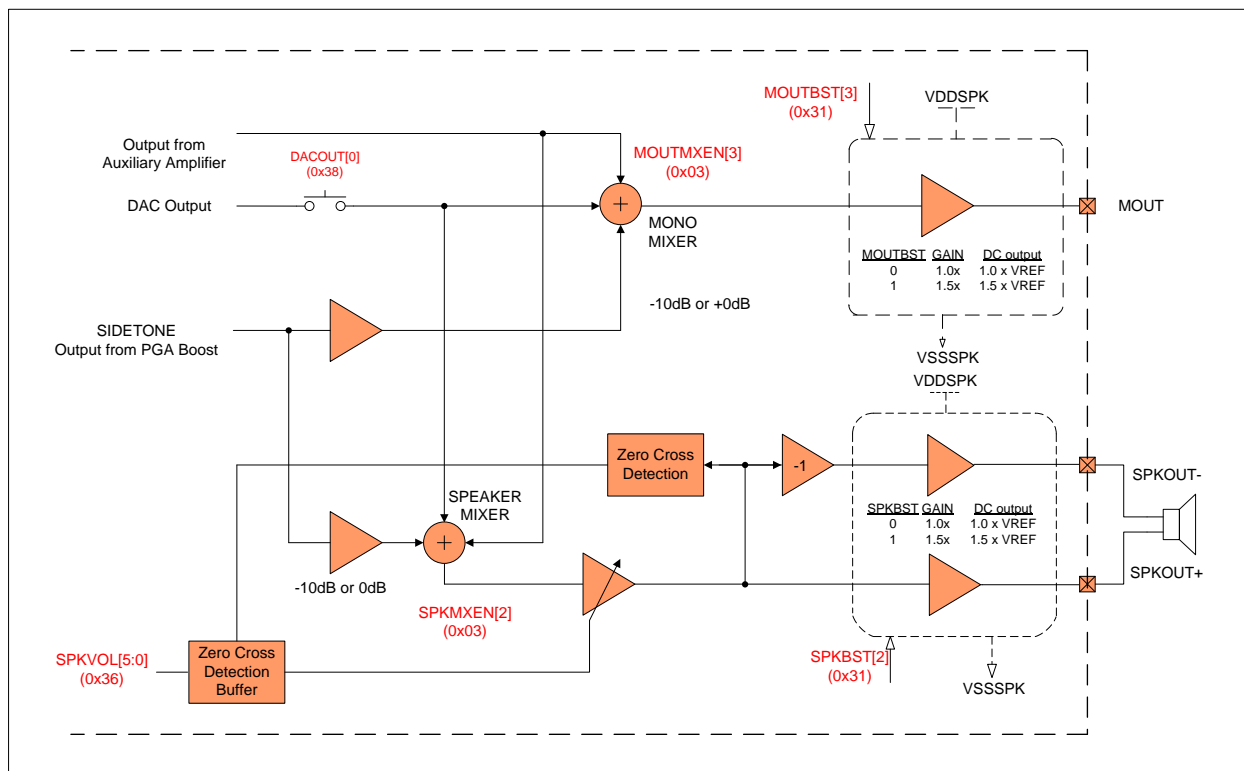 MOUTBST[3]
(0x31)
VDDSPK
Output from
Auxiliary Amplifier
DACOUT[0]
(0x38)
MOUTMXEN[3]
(0x03)
DAC Output
+
MONO
MIXER
MOUT
MOUTBST GAIN DC output
0 1.0x 1.0 x VREF
1 1.5x 1.5 x VREF
-10dB or +0dB
SIDETONE
Output from PGA Boost
VSSSPK
VDDSPK
Zero Cross
Detection
-1
SPKOUT-
SPEAKER
MIXER
+
SPKBST GAIN DC output
0 1.0x 1.0 x VREF
1 1.5x 1.5 x VREF
-10dB or 0dB
SPKOUT+
SPKMXEN[2]
(0x03)
SPKVOL[5:0]
(0x36)
Zero Cross
Detection
Buffer
SPKBST[2]
(0x31)
VSSSPK